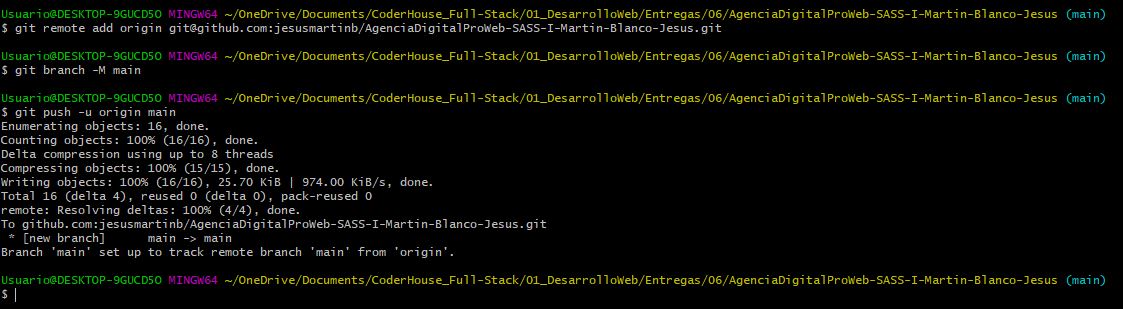 Usuario@DESKTOP-9GUCD5O MINGW64 ~/OneDrive/Documents/CoderHouse_Full-Stack/01_DesarrolloWeb/Entregas/06/AgenciaDigitalProWeb-SASS-I-Martin-Blanco-Jesus (main)
$ git remote add origin git@github.com:jesusmartinb/AgenciaDigitalProWeb-SASS-I-Martin-Blanco-Jesus.git
Usuario@DESKTOP-9GUCD5O MINGW64 ~/OneDrive/Documents/CoderHouse_Full-Stack/01_DesarrolloWeb/Entregas/06/AgenciaDigitalProWeb-SASS-I-Martin-Blanco-Jesus (main)
$ git branch -M main
Usuario@DESKTOP-9GUCD5O MINGW64 ~/OneDrive/Documents/CoderHouse_Full-Stack/01_DesarrolloWeb/Entregas/06/AgenciaDigitalProWeb-SASS-I-Martin-Blanco-Jesus (main)
$ git push -u origin main
Enumerating objects: 16, done.
Counting objects: 100% (16/16), done.
Delta compression using up to 8 threads
Compressing objects: 100% (15/15), done.
Writing objects: 100% (16/16), 25.70 KiB | 974.00 KiB/s, done.
Total 16 (delta 4), reused 0 (delta 0), pack-reused 0
remote: Resolving deltas: 100% (4/4), done.
To github.com:jesusmartinb/AgenciaDigitalProWeb-SASS-I-Martin-Blanco-Jesus.git
 * [new branch]      main -> main
Branch 'main' set up to track remote branch 'main' from 'origin'.
Usuario@DESKTOP-9GUCD5O MINGW64 ~/OneDrive/Documents/CoderHouse_Full-Stack/01_DesarrolloWeb/Entregas/06/AgenciaDigitalProWeb-SASS-I-Martin-Blanco-Jesus (main)
$